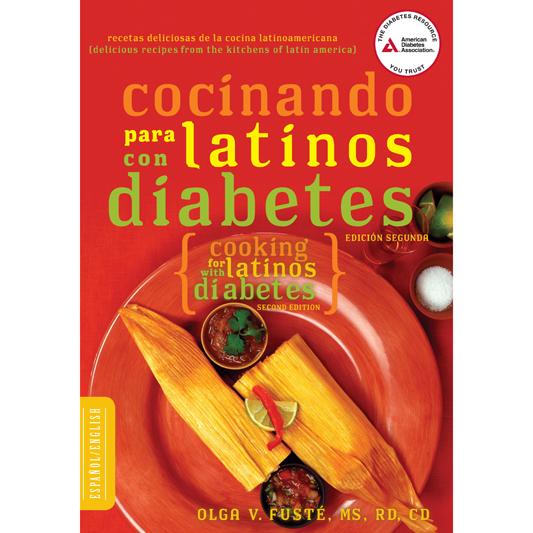 recetas deliciosas de la cocina latinoamericana
{delicious recipes from the kitchens of latin america}
THE DIABETES RESOURCE
American
Diabetes
Association®
YOU TRUST
cocinando
para latinos
con
diabetes
EDICIÓN SEGUNDA
{cooking
for latinos
with
diabetes}
SECOND EDITION
ESPAÑOL/ENGLISH
OLGA V. FUSTÉ, MS, RD, CD